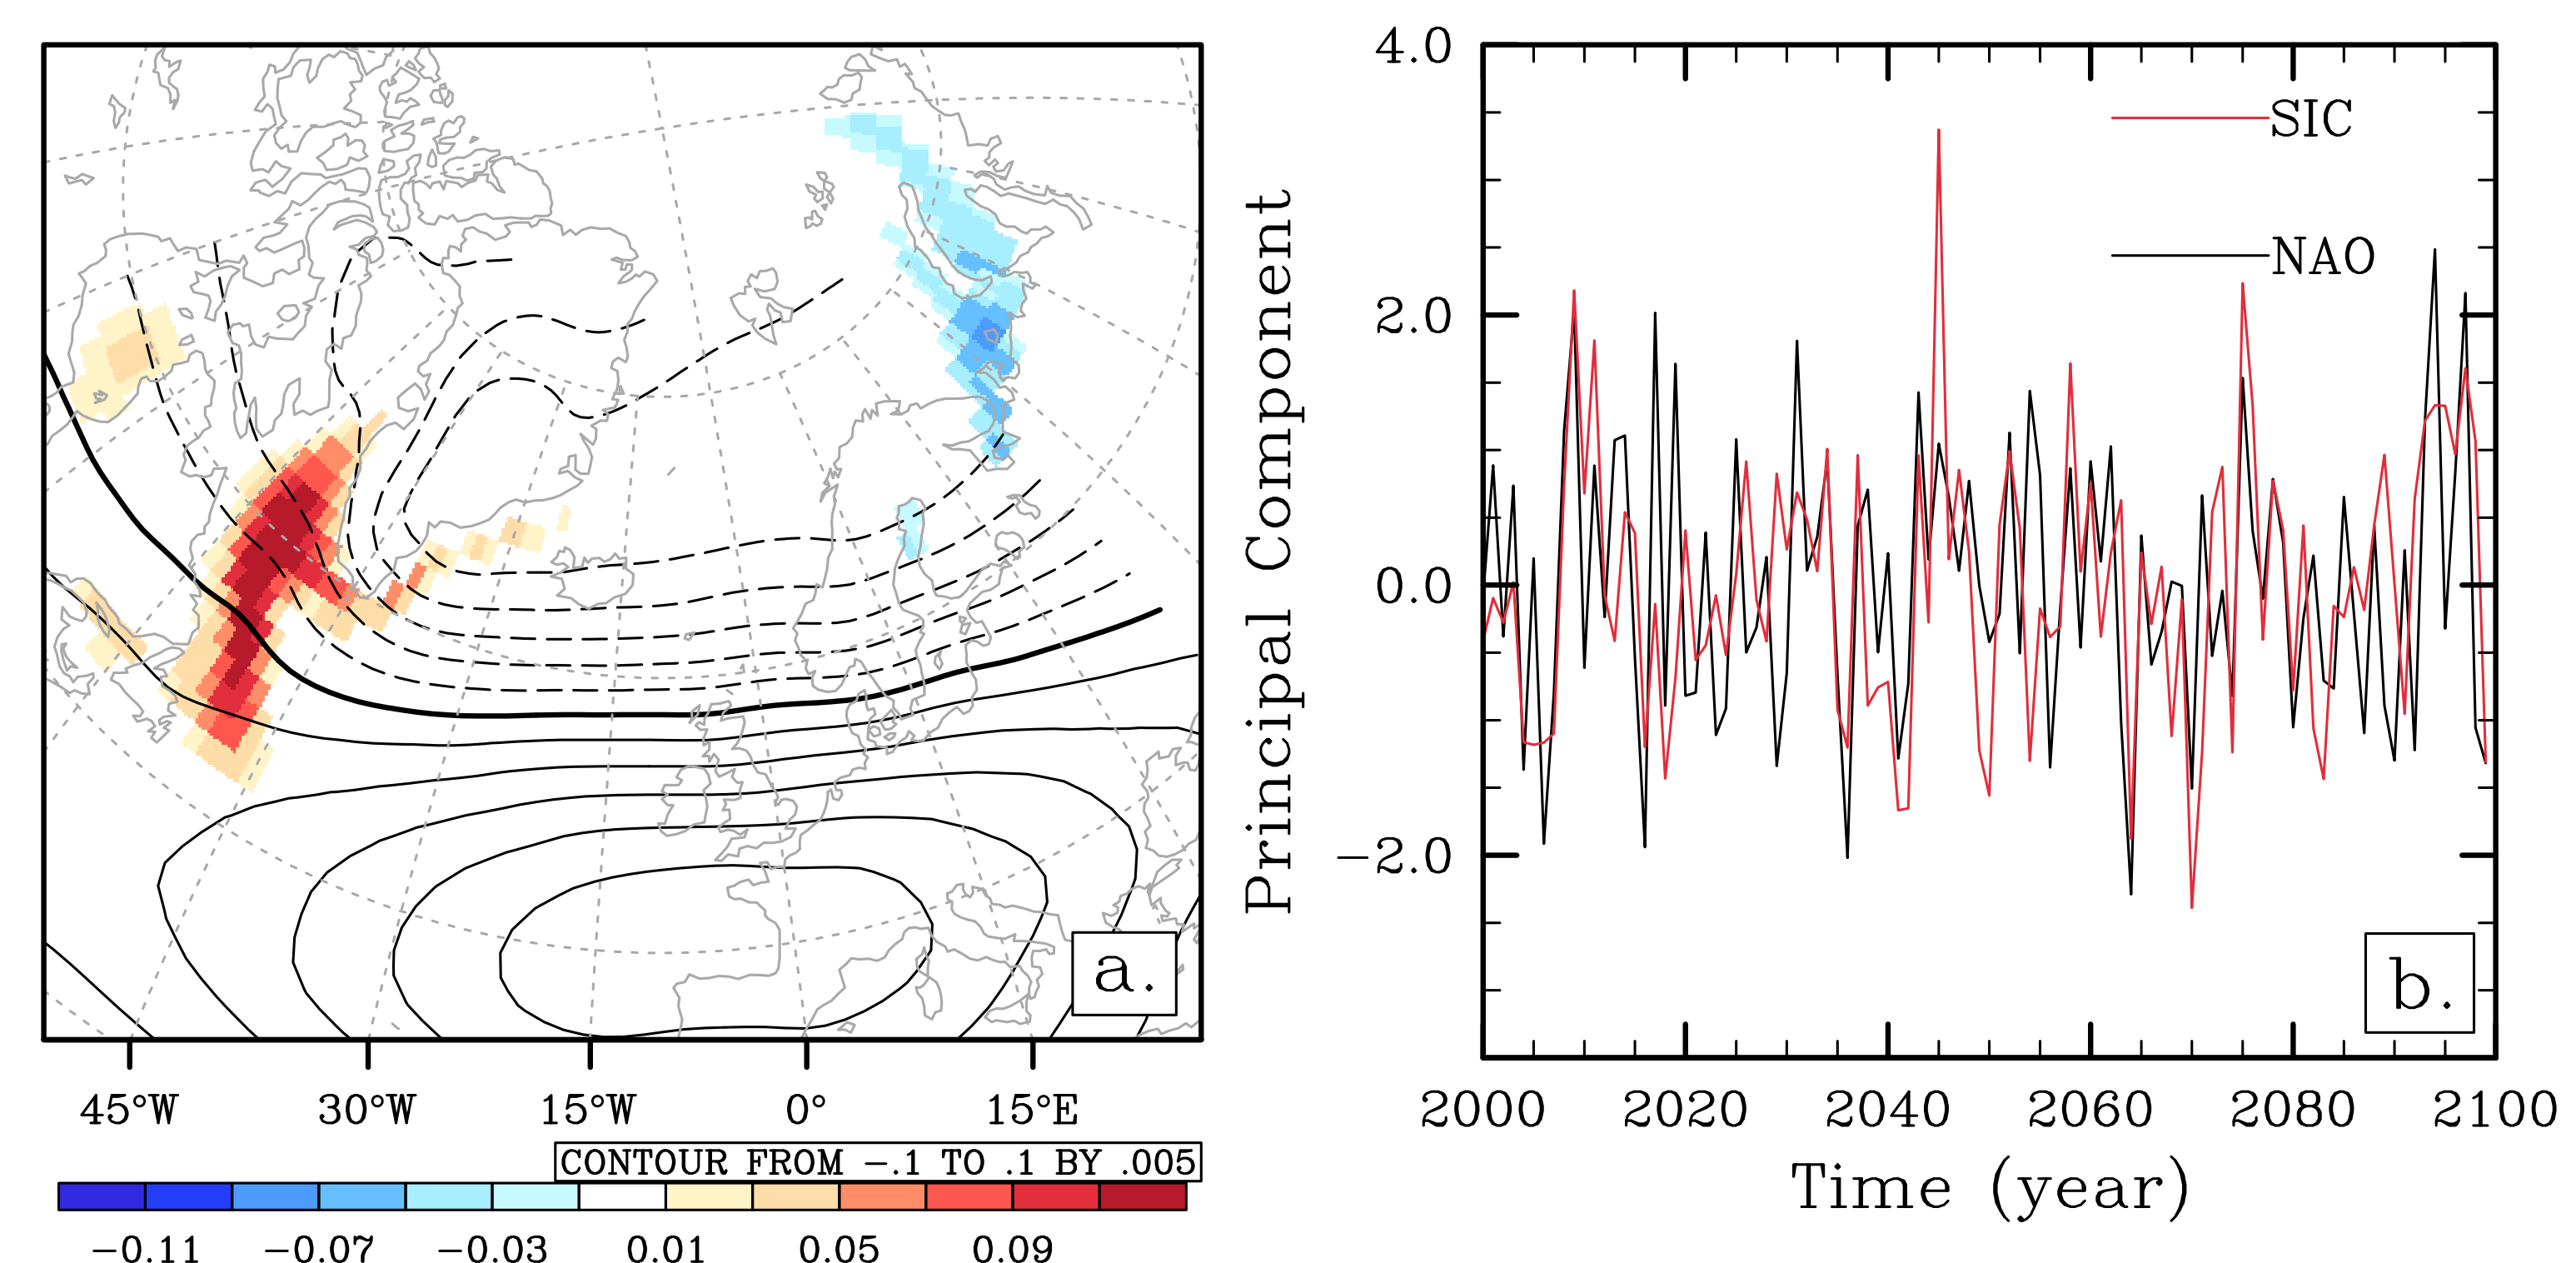 a.
45°W 30°W 15°W 0° 15°E
CONTOUR FROM −.1 TO .1 BY .005
−0.11 −0.07 −0.03 0.01 0.05 0.09
Principal Component
4.0
2.0
0.0
−2.0
SIC
NAO
b.
2000 2020 2040 2060 2080 2100
Time (year)